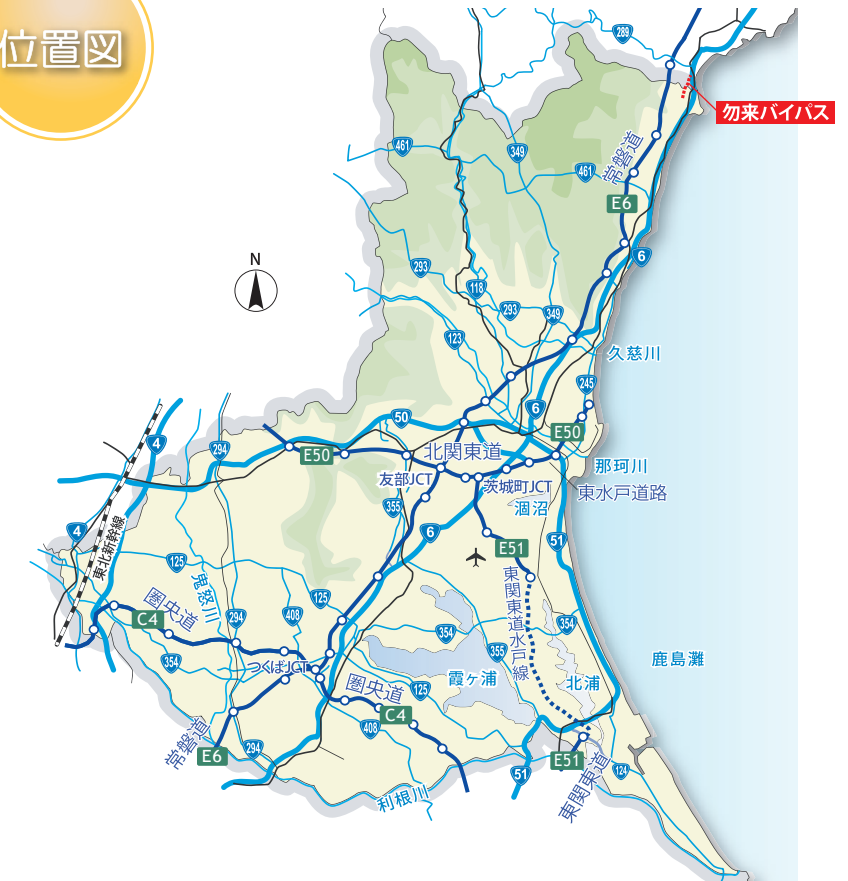 位置図
289
勿来バイパス
461
349
常磐道
461
E6
N
6
293
118
293
349
123
久慈川
245
50
6
4
294
E50
北関東道
E50
友部JCT
茨城町JCT
那珂川
東水戸道路
355
涸沼
4
東北新幹線
6
51
E51
125
鬼怒川
東関東道水戸線
圏央道
C4
125
408
294
354
354
355
鹿島灘
354
つくばJCT
霞ヶ浦
北浦
圏央道
125
C4
408
常磐道
E6
294
51
E51
124
東関東道
利根川